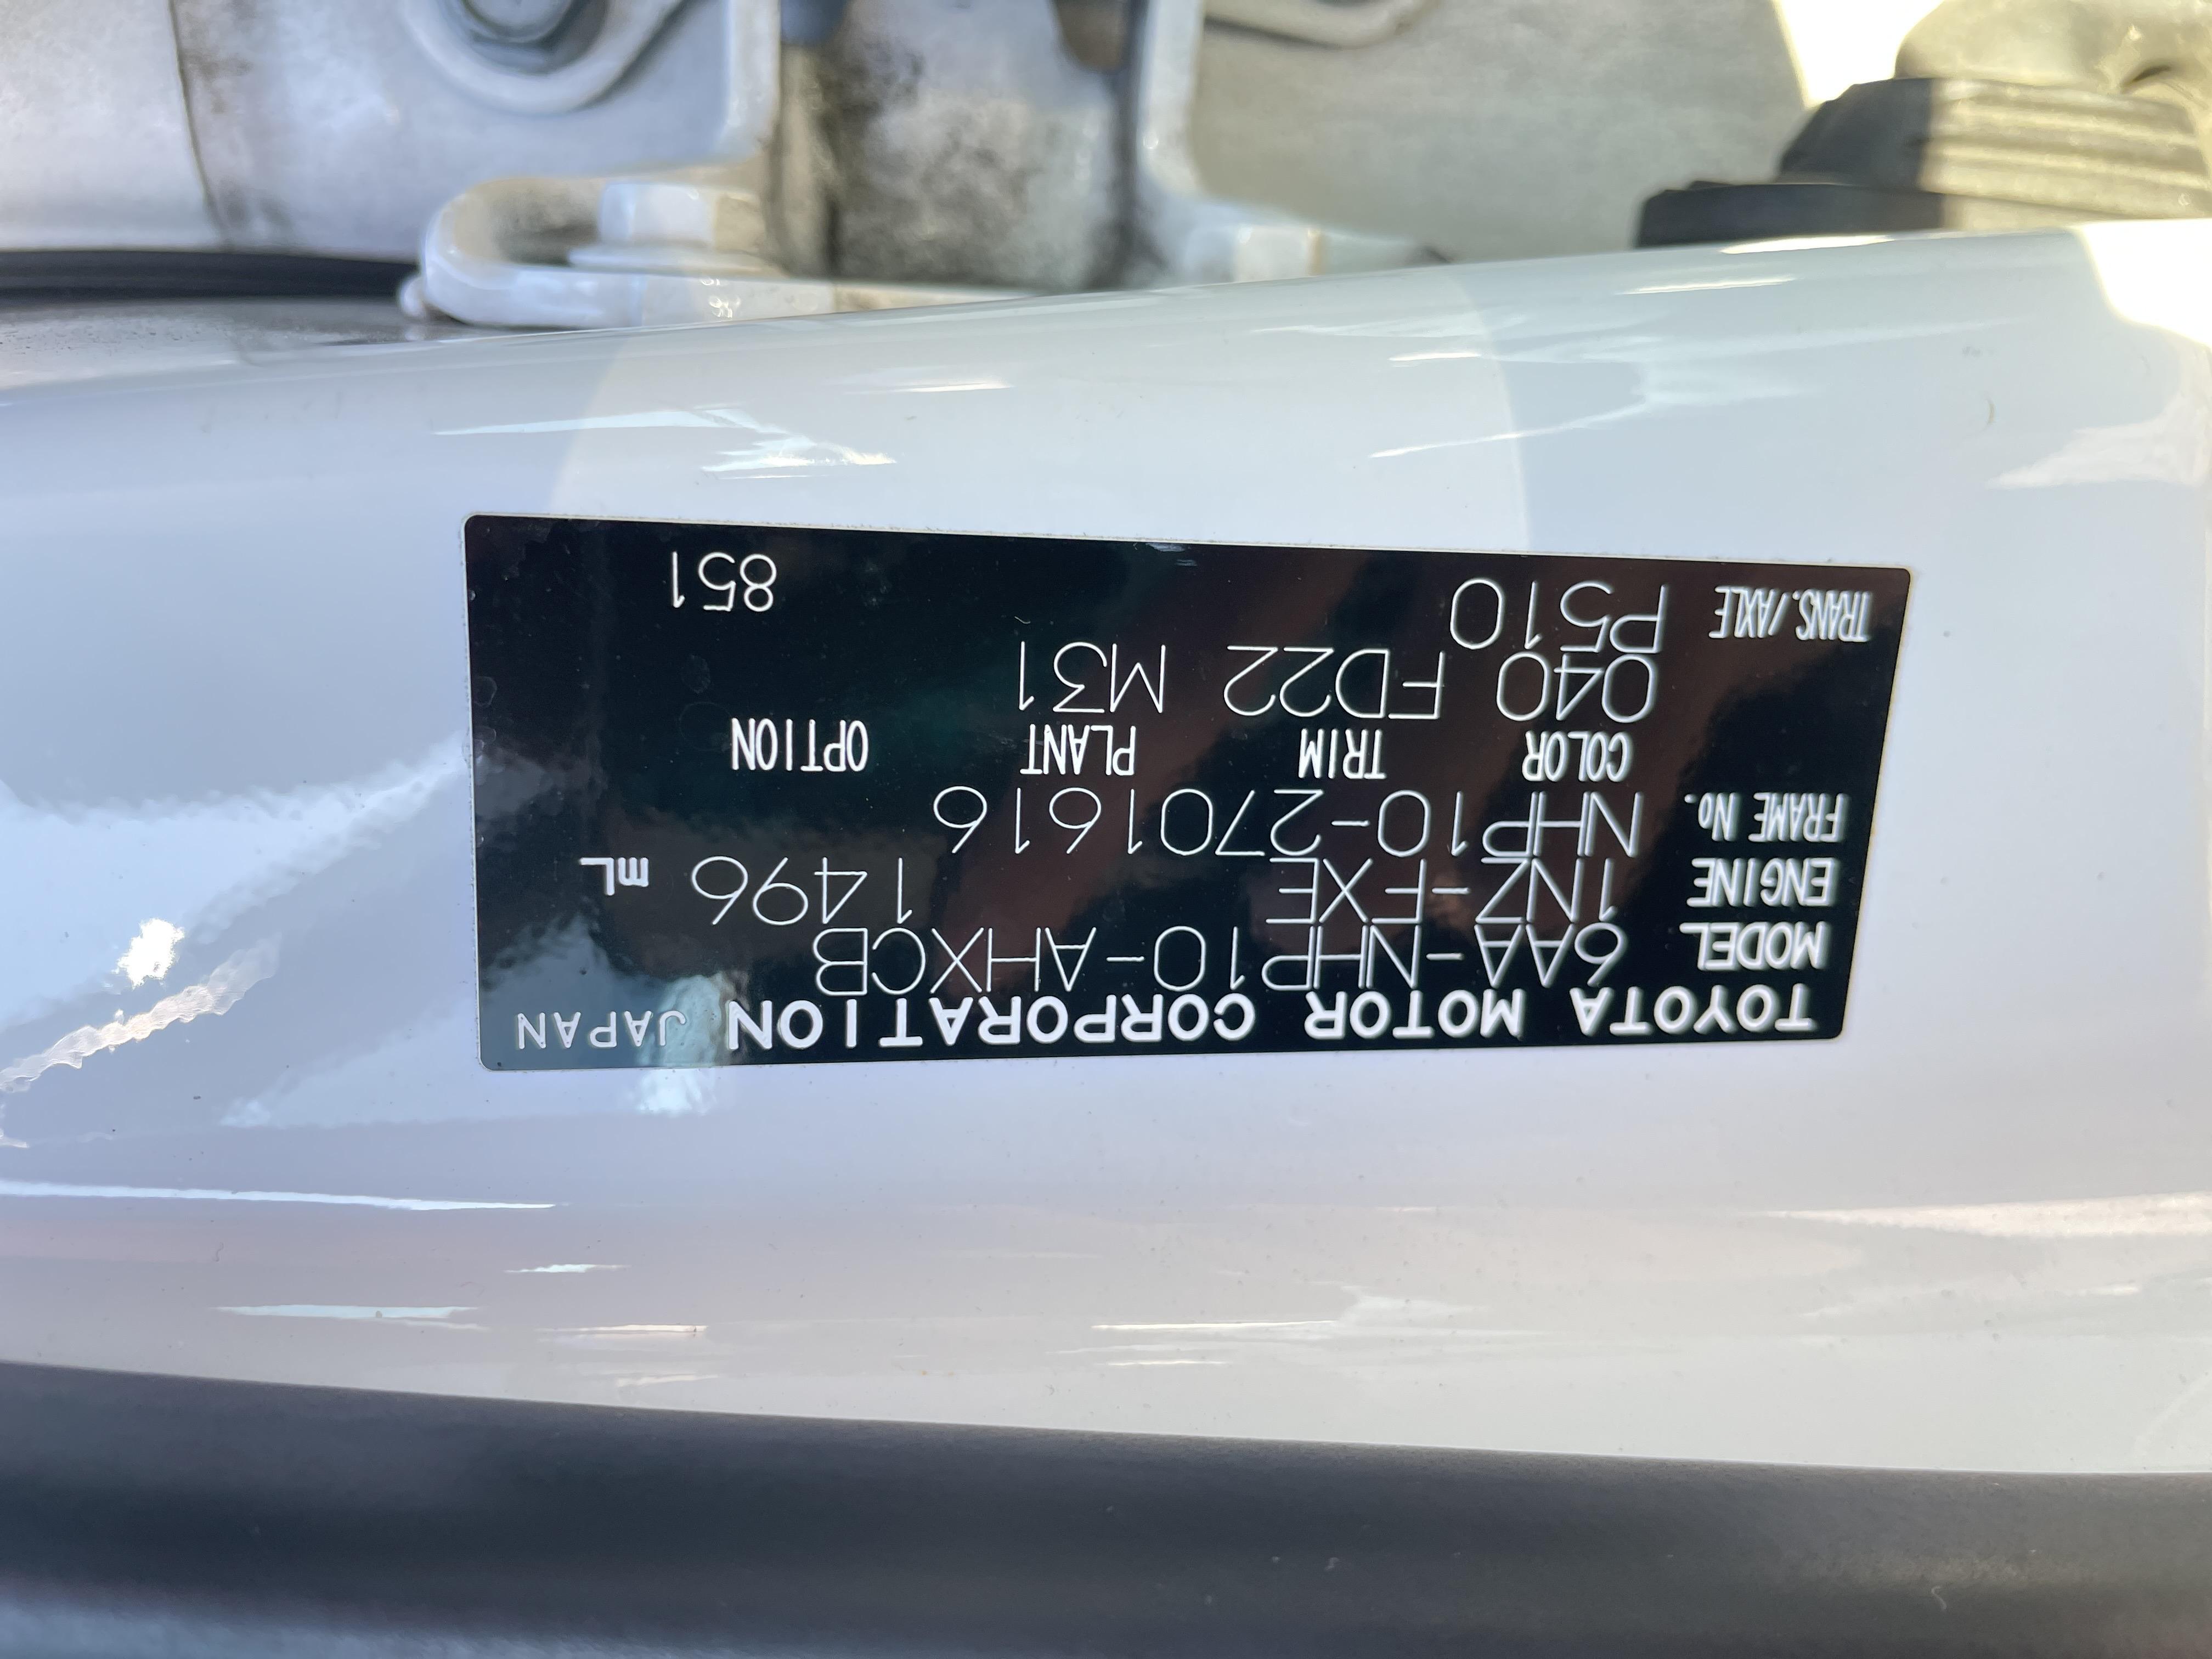 TOYOTA MOTOR CORPORATION JAPAN
MODEL 6AA-NHP10-AHXCB
ENGINE 1NZ-FXE 1496 mL
FRAME No. NHP10-2701616
COLOR TRIM PLANT OPTION
040 FD22 M31
TRANS./AXLE P510 851